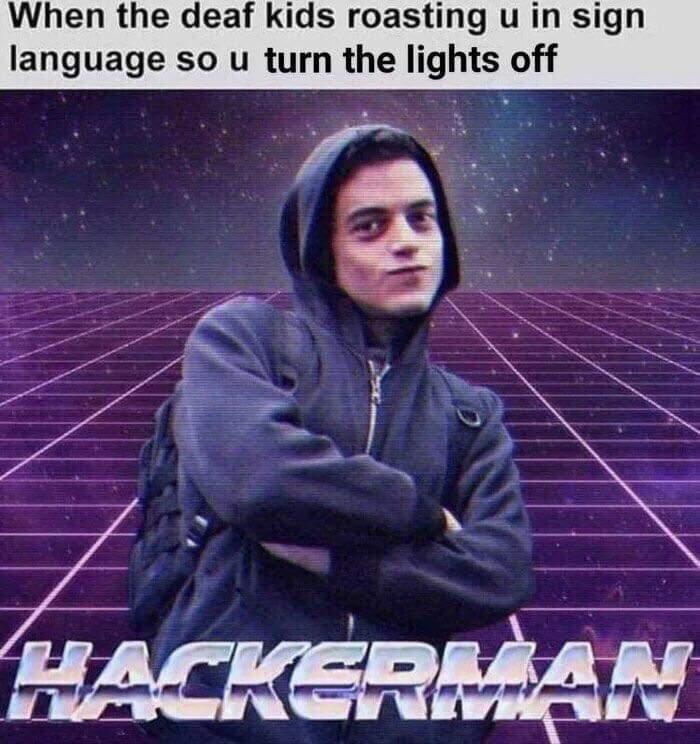 When the deaf kids roasting u in sign
language so u turn the lights off
HACKERMAN